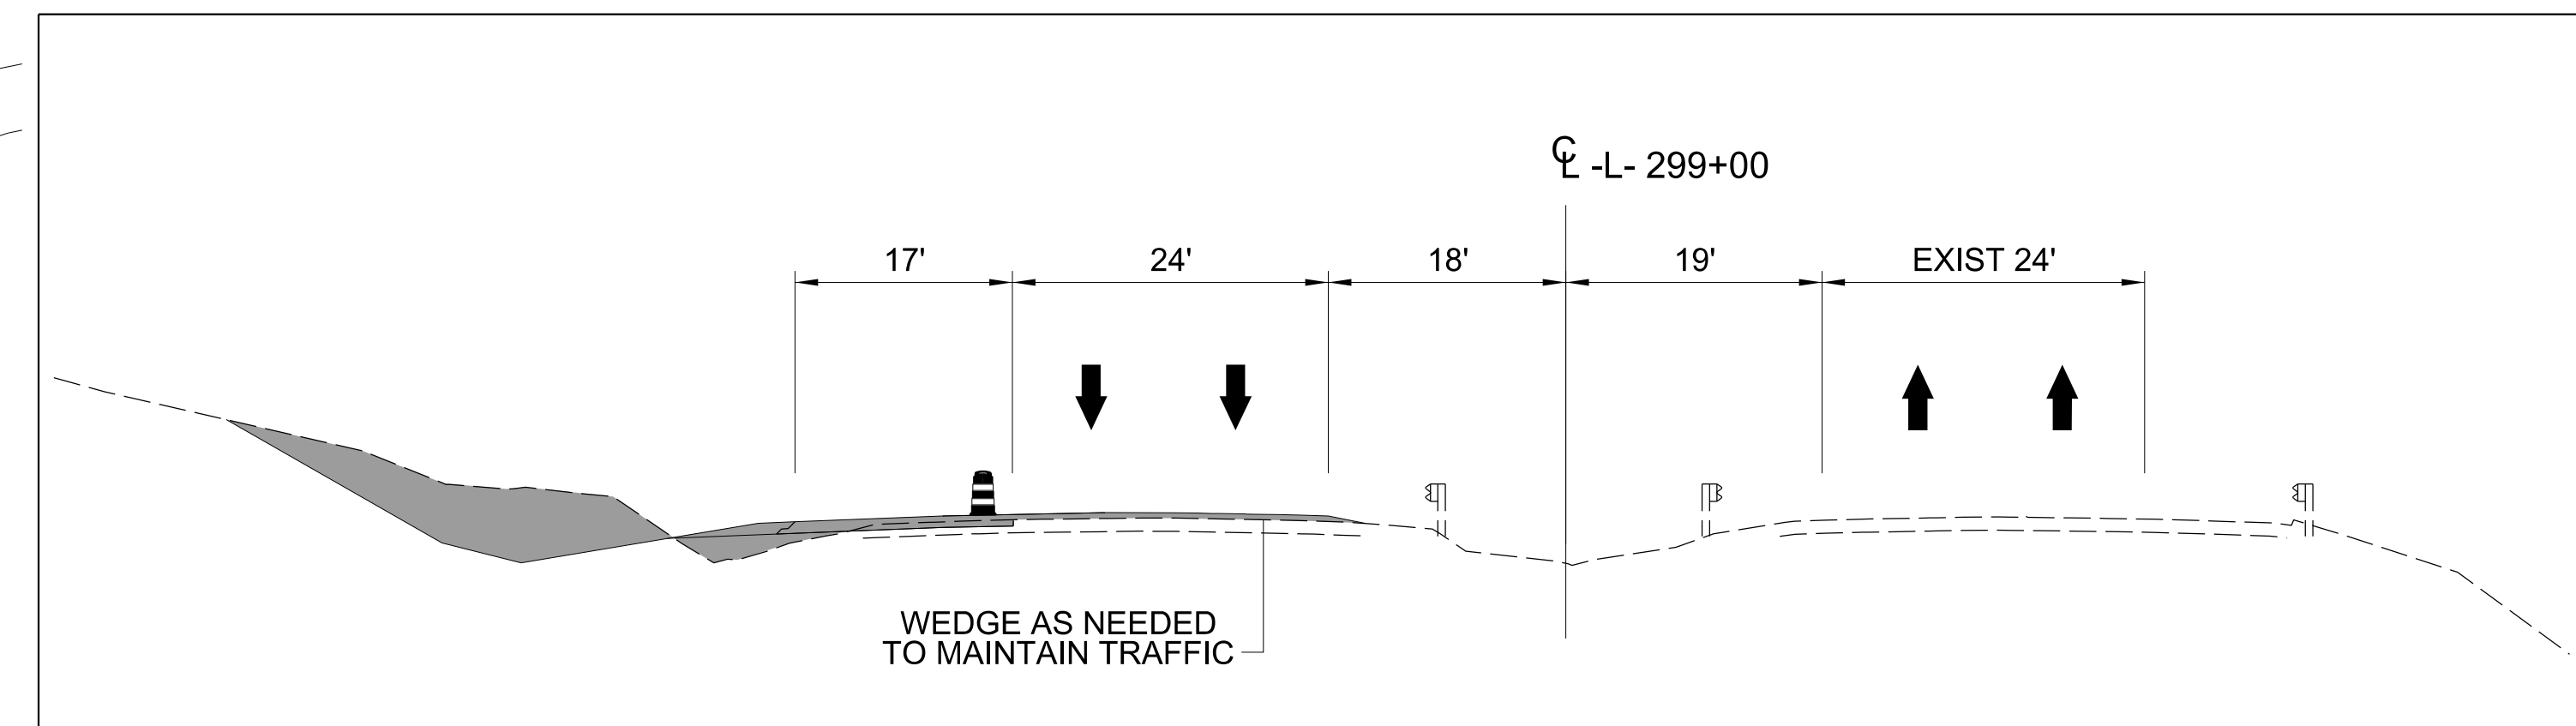 ℄ -L- 299+00
17' 24' 18' 19' EXIST 24'
WEDGE AS NEEDED
TO MAINTAIN TRAFFIC